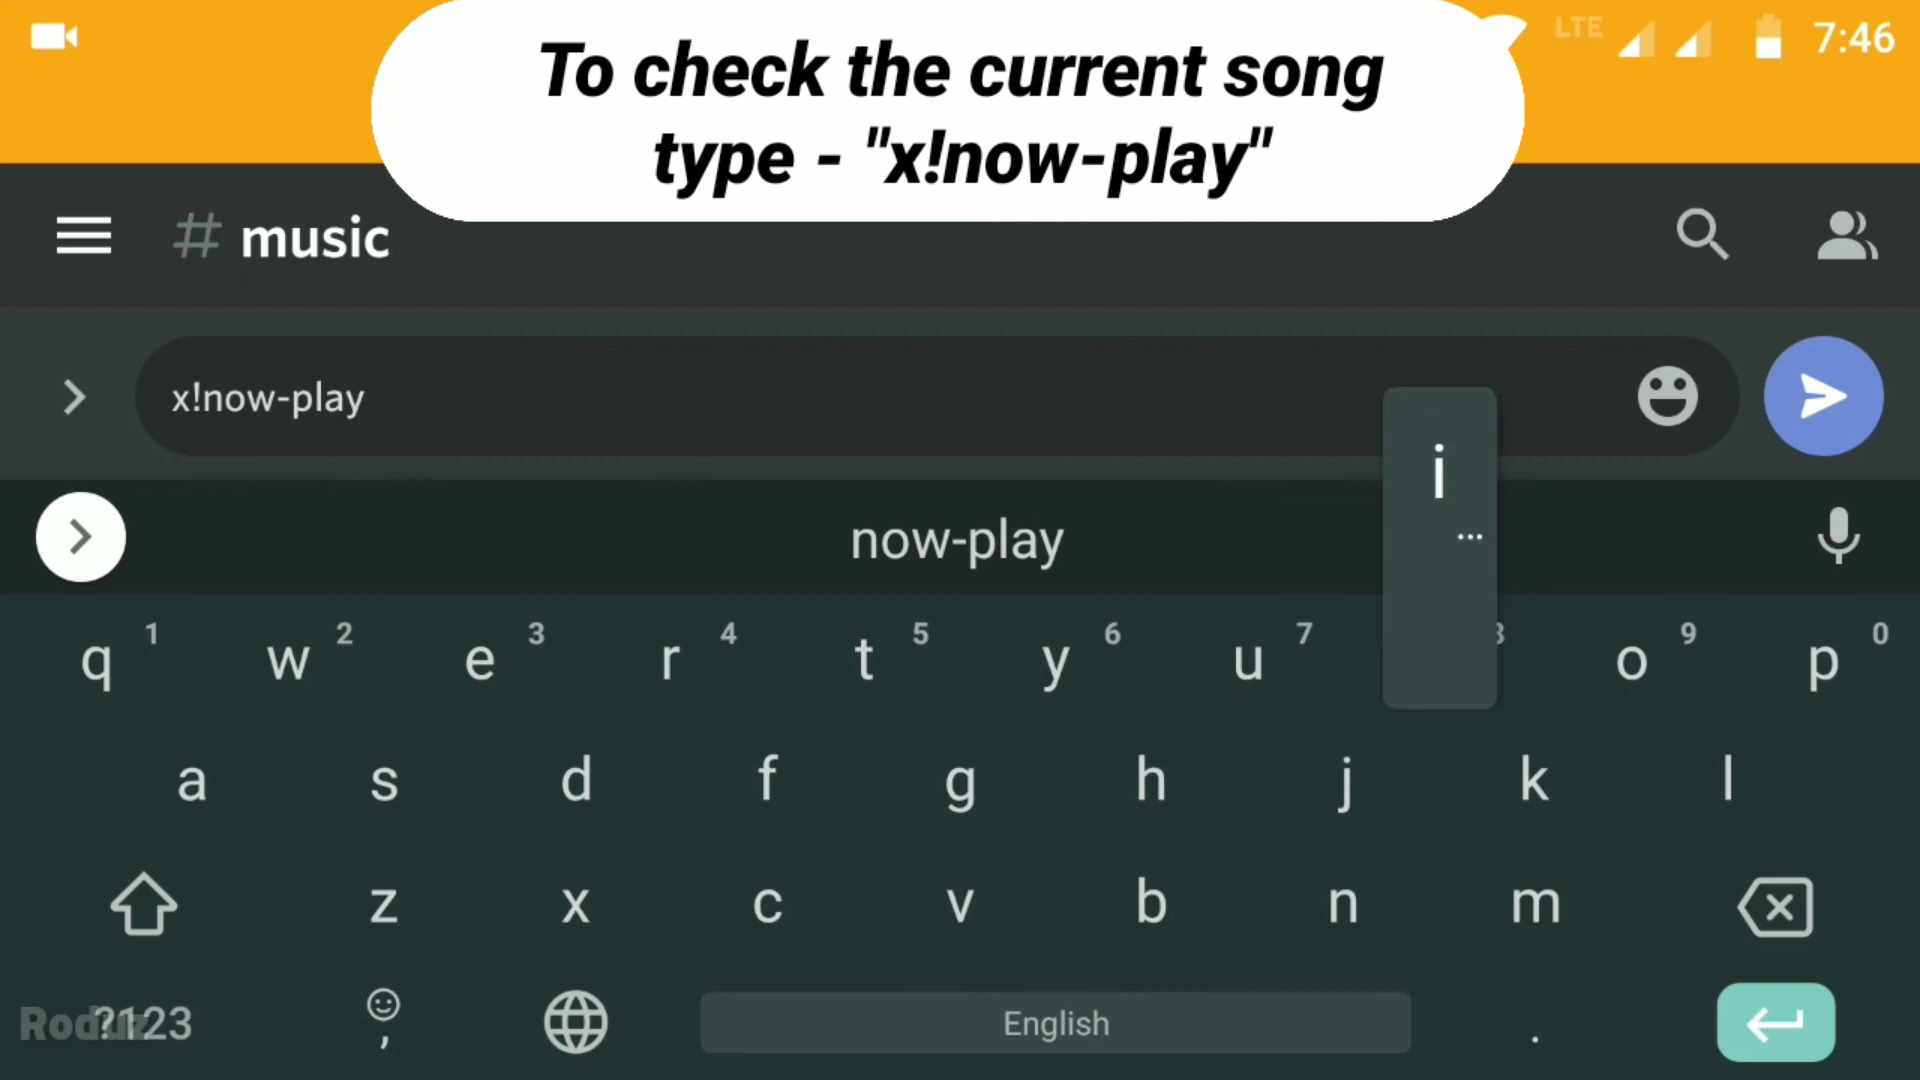 To check the current song
type - "x!now-play"
LTE
7:46
# music
x!now-play
now-play
i
...
q 1 w 2 e 3 r 4 t 5 y 6 u 7 o 9 p 0
a s d f g h j k l
z x c v b n m
?123 , English .